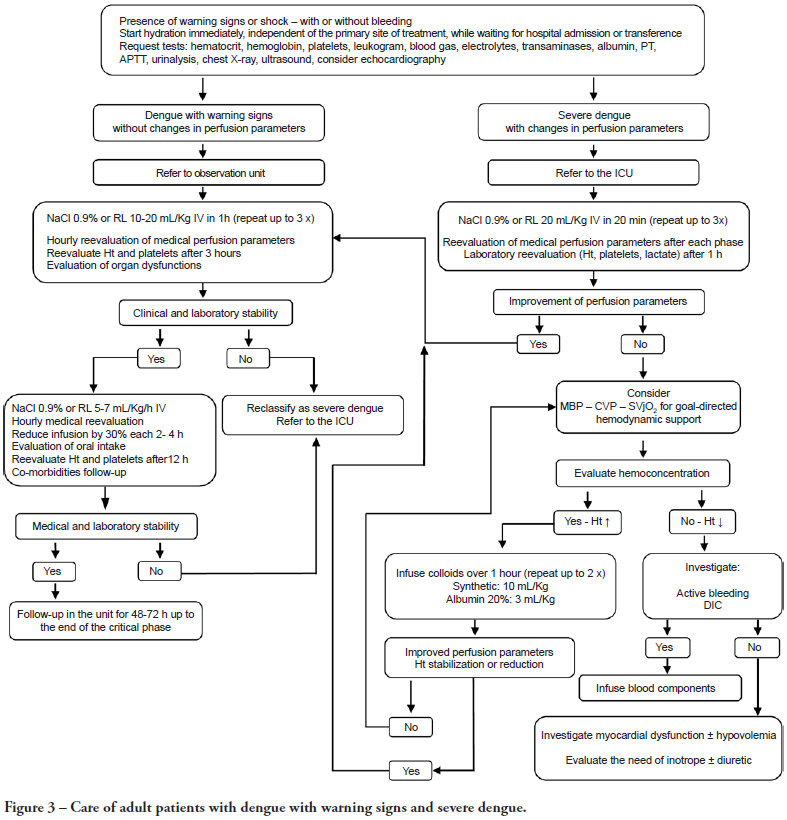 Presence of warning signs or shock – with or without bleeding
Start hydration immediately, independent of the primary site of treatment, while waiting for hospital admission or transference
Request tests: hematocrit, hemoglobin, platelets, leukogram, blood gas, electrolytes, transaminases, albumin, PT,
APTT, urinalysis, chest X-ray, ultrasound, consider echocardiography
Dengue with warning signs
without changes in perfusion parameters
Severe dengue
with changes in perfusion parameters
Refer to observation unit
Refer to the ICU
NaCl 0.9% or RL 10-20 mL/Kg IV in 1h (repeat up to 3 x)
Hourly reevaluation of medical perfusion parameters
Reevaluate Ht and platelets after 3 hours
Evaluation of organ dysfunctions
NaCl 0.9% or RL 20 mL/Kg IV in 20 min (repeat up to 3x)
Reevaluation of medical perfusion parameters after each phase
Laboratory reevaluation (Ht, platelets, lactate) after 1 h
Clinical and laboratory stability
Improvement of perfusion parameters
Yes
No
Yes
No
NaCl 0.9% or RL 5-7 mL/Kg/h IV
Hourly medical reevaluation
Reduce infusion by 30% each 2- 4 h
Evaluation of oral intake
Reevaluate Ht and platelets after12 h
Co-morbidities follow-up
Reclassify as severe dengue
Refer to the ICU
Consider
MBP – CVP – SVjO2 for goal-directed
hemodynamic support
Evaluate hemoconcentration
Medical and laboratory stability
Yes - Ht ↑
No - Ht ↓
Yes
No
Infuse colloids over 1 hour (repeat up to 2 x)
Synthetic: 10 mL/Kg
Albumin 20%: 3 mL/Kg
Investigate:
Active bleeding
DIC
Follow-up in the unit for 48-72 h up to
the end of the critical phase
Improved perfusion parameters
Ht stabilization or reduction
Yes
No
Infuse blood components
No
Investigate myocardial dysfunction ± hypovolemia
Evaluate the need of inotrope ± diuretic
Yes
Figure 3 – Care of adult patients with dengue with warning signs and severe dengue.